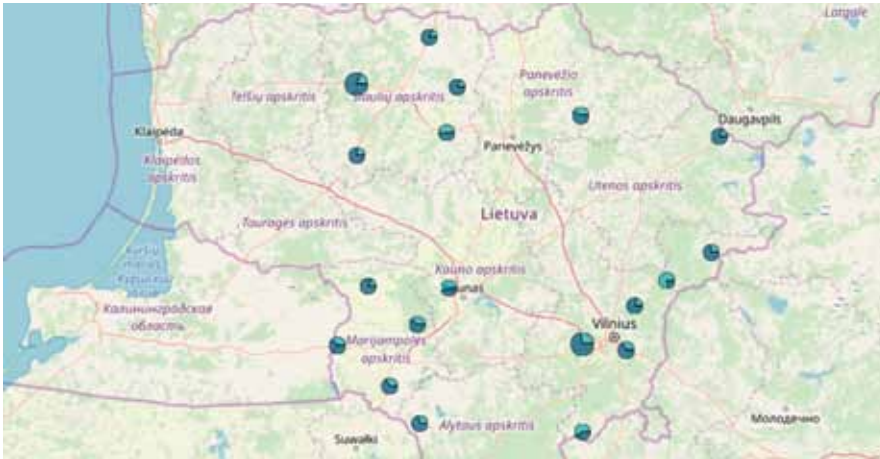 Latgale
Telšių apskritis
Šiaulių apskritis
Panevėžio
apskritis
Daugavpils
Klaipėda
Panevėžys
Klaipėdos
apskritis
Utenos apskritis
Lietuva
Tauragės apskritis
Kauno apskritis
Kaunas
Калининградская
область
Vilnius
Marijampolės
apskritis
Молодечно
Alytaus apskritis
Suwałki